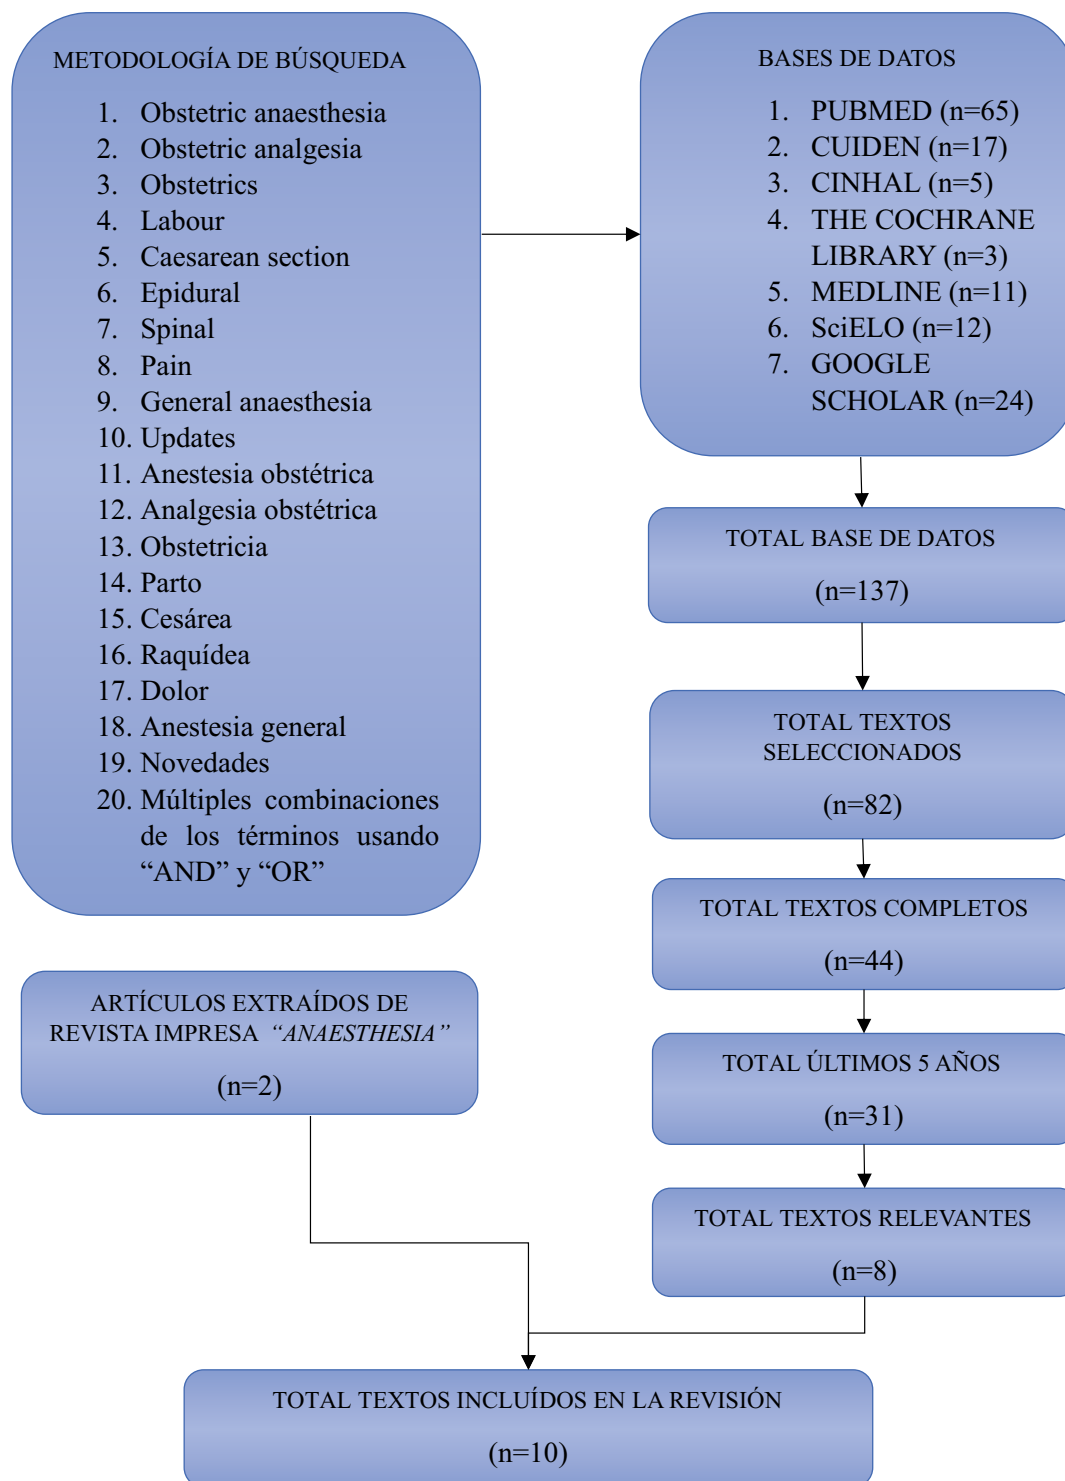 METODOLOGÍA DE BÚSQUEDA
1. Obstetric anaesthesia
2. Obstetric analgesia
3. Obstetrics
4. Labour
5. Caesarean section
6. Epidural
7. Spinal
8. Pain
9. General anaesthesia
10. Updates
11. Anestesia obstétrica
12. Analgesia obstétrica
13. Obstetricia
14. Parto
15. Cesárea
16. Raquídea
17. Dolor
18. Anestesia general
19. Novedades
20. Múltiples combinaciones
de los términos usando
“AND” y “OR”
BASES DE DATOS
1. PUBMED (n=65)
2. CUIDEN (n=17)
3. CINHAL (n=5)
4. THE COCHRANE
LIBRARY (n=3)
5. MEDLINE (n=11)
6. SciELO (n=12)
7. GOOGLE
SCHOLAR (n=24)
TOTAL BASE DE DATOS
(n=137)
TOTAL TEXTOS
SELECCIONADOS
(n=82)
TOTAL TEXTOS COMPLETOS
(n=44)
TOTAL ÚLTIMOS 5 AÑOS
(n=31)
TOTAL TEXTOS RELEVANTES
(n=8)
ARTÍCULOS EXTRAÍDOS DE
REVISTA IMPRESA “ANAESTHESIA”
(n=2)
TOTAL TEXTOS INCLUÍDOS EN LA REVISIÓN
(n=10)